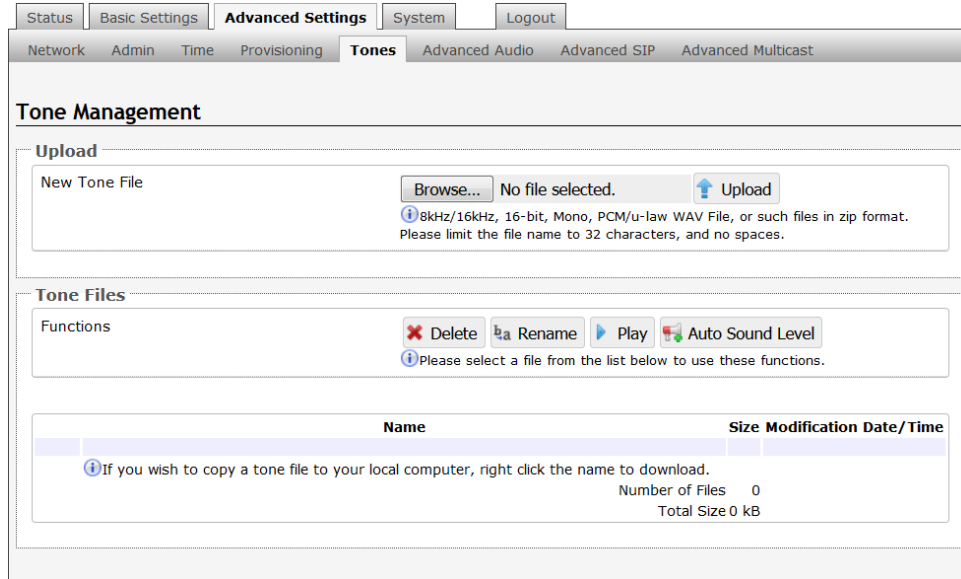 Status Basic Settings Advanced Settings System Logout
Network Admin Time Provisioning Tones Advanced Audio Advanced SIP Advanced Multicast
Tone Management
Upload
New Tone File
Browse... No file selected. Upload
8kHz/16kHz, 16-bit, Mono, PCM/u-law WAV File, or such files in zip format.
Please limit the file name to 32 characters, and no spaces.
Tone Files
Functions
Delete Rename Play Auto Sound Level
Please select a file from the list below to use these functions.
Name Size Modification Date/Time
If you wish to copy a tone file to your local computer, right click the name to download.
Number of Files 0
Total Size 0 kB